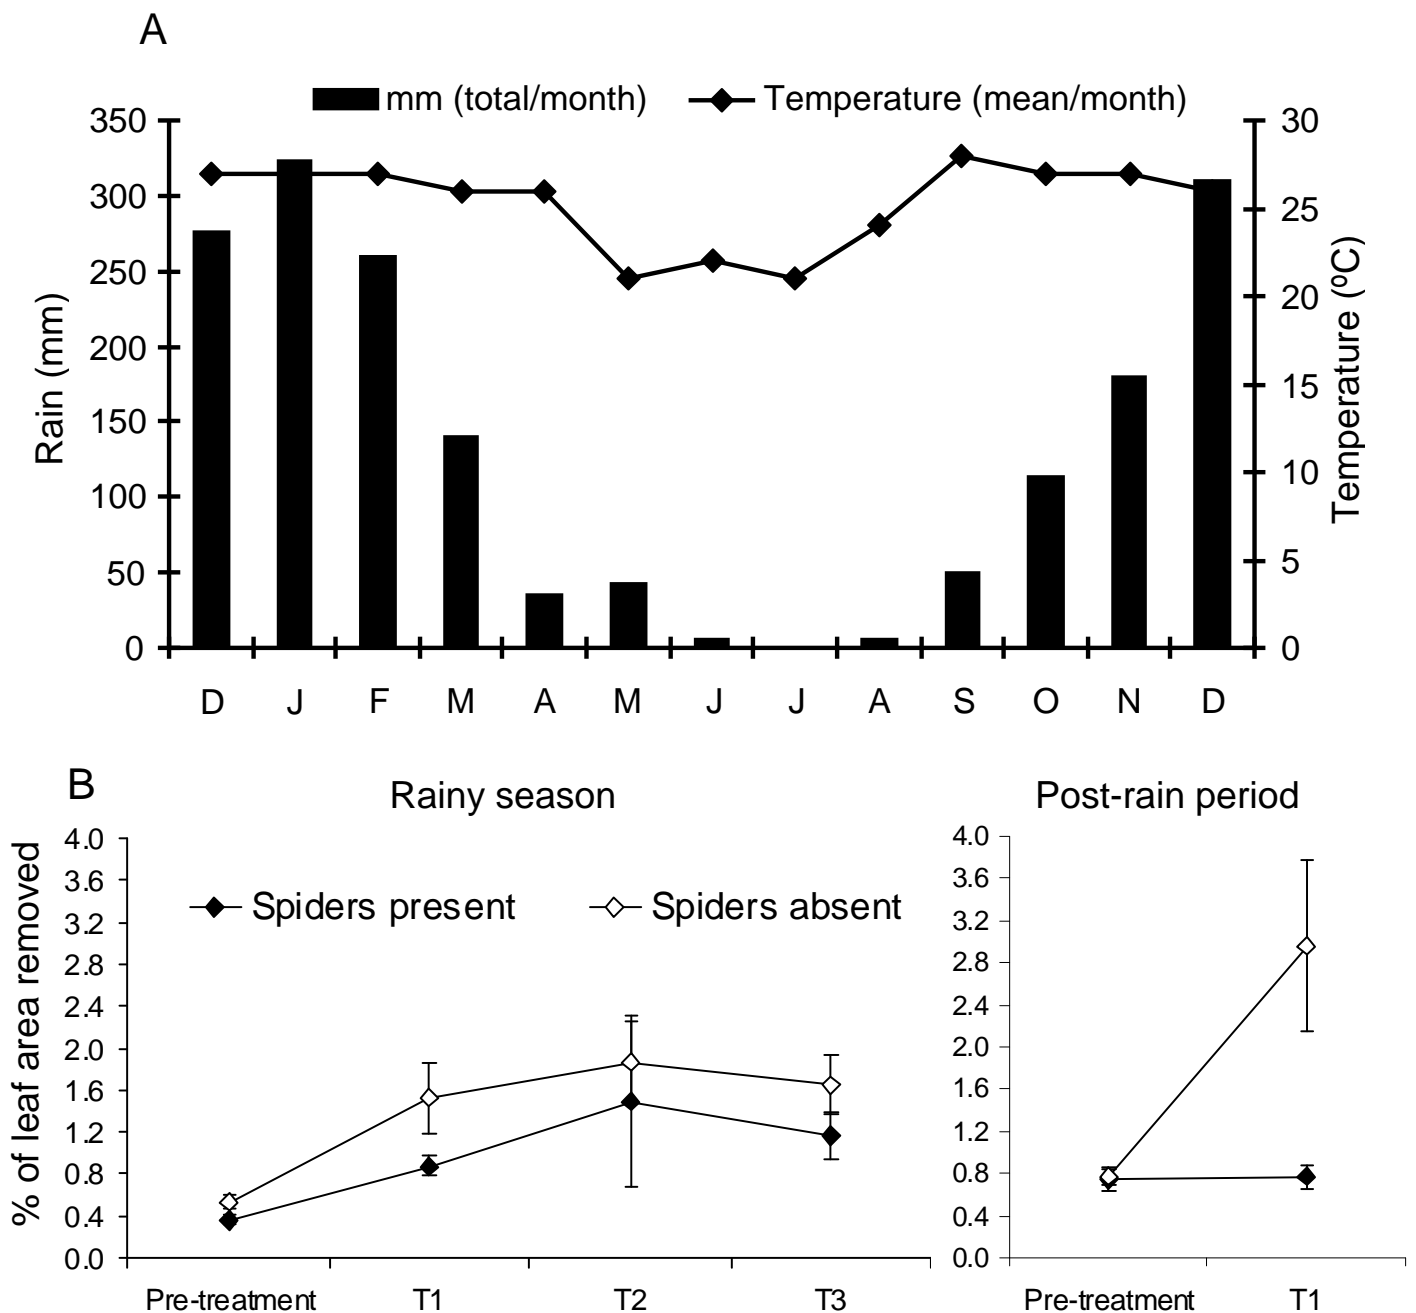 A
mm (total/month) Temperature (mean/month)
350 30
300 25
250 20
200 15
150 10
100 5
50 0
0
Rain (mm)
Temperature (ºC)
D J F M A M J J A S O N D
B
Rainy season Post-rain period
% of leaf area removed
Spiders present Spiders absent
4.0 4.0
3.6 3.6
3.2 3.2
2.8 2.8
2.4 2.4
2.0 2.0
1.6 1.6
1.2 1.2
0.8 0.8
0.4 0.4
0.0 0.0
Pre-treatment T1 T2 T3 Pre-treatment T1